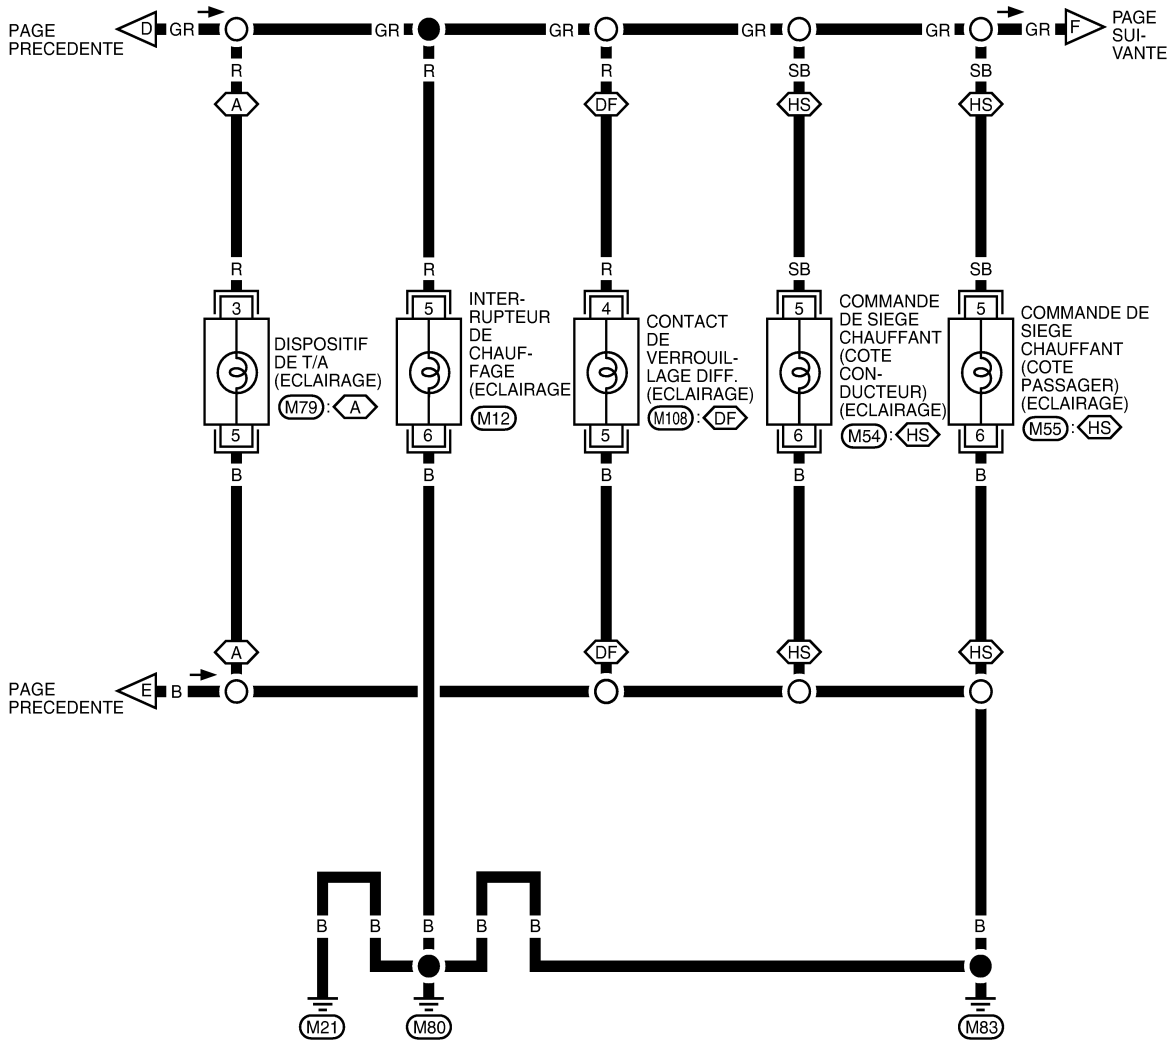 PAGE
PRECEDENTE
D GR GR GR GR GR GR F
PAGE
SUI-
VANTE
R R R SB SB
A DF HS HS
R R R SB SB
3 5 4 5 5
DISPOSITIF
DE T/A
(ECLAIRAGE)
M79 : A
INTER-
RUPTEUR
DE
CHAUF-
FAGE
(ECLAIRAGE
M12
CONTACT
DE
VERROUIL-
LAGE DIFF.
(ECLAIRAGE)
M108 : DF
COMMANDE
DE SIEGE
CHAUFFANT
(COTE
CON-
DUCTEUR)
(ECLAIRAGE)
M54 : HS
COMMANDE DE
SIEGE
CHAUFFANT
(COTE
PASSAGER)
(ECLAIRAGE)
M55 : HS
5 6 5 6 6
B B B B B
A DF HS HS
PAGE
PRECEDENTE
E B
B B B B B B
M21 M80 M83